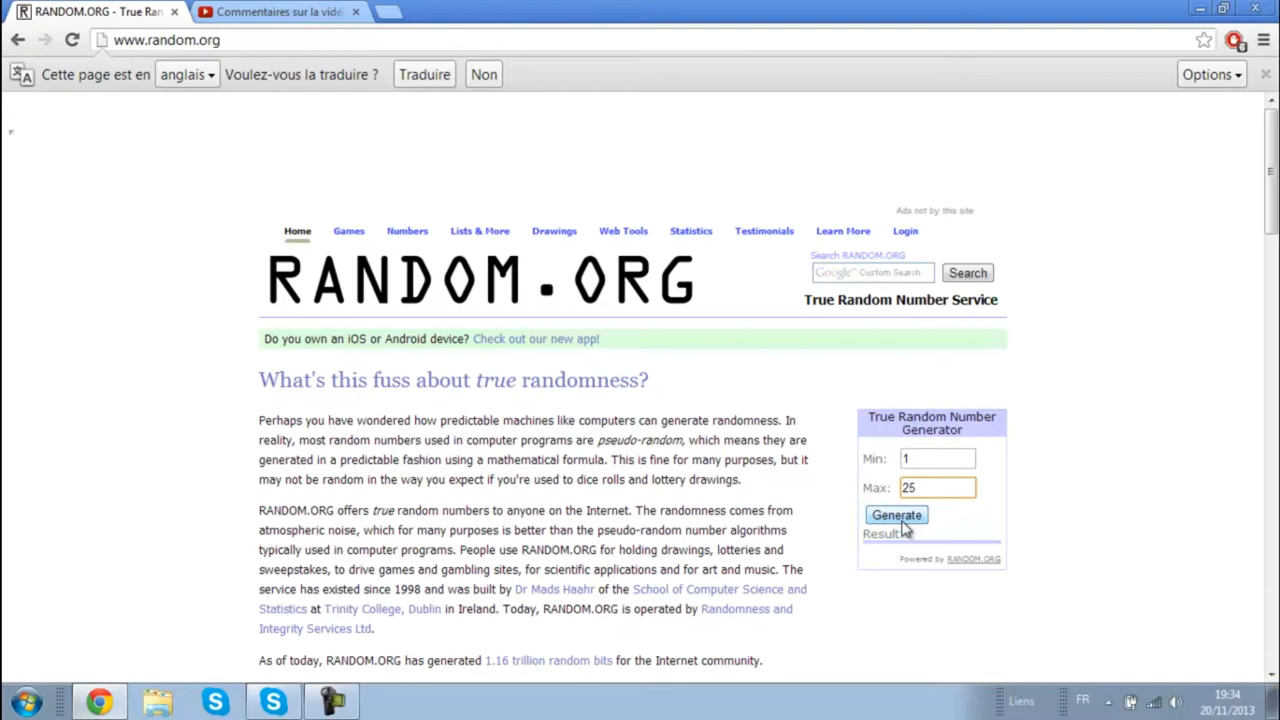 RANDOM.ORG - True Ran
Commentaires sur la vidé
www.random.org
Cette page est en anglais Voulez-vous la traduire ? Traduire Non Options
Ads not by this site
Home Games Numbers Lists & More Drawings Web Tools Statistics Testimonials Learn More Login
RANDOM.ORG
Search RANDOM.ORG
Google™ Custom Search Search
True Random Number Service
Do you own an iOS or Android device? Check out our new app!
What's this fuss about true randomness?
Perhaps you have wondered how predictable machines like computers can generate randomness. In
reality, most random numbers used in computer programs are pseudo-random, which means they are
generated in a predictable fashion using a mathematical formula. This is fine for many purposes, but it
may not be random in the way you expect if you're used to dice rolls and lottery drawings.
RANDOM.ORG offers true random numbers to anyone on the Internet. The randomness comes from
atmospheric noise, which for many purposes is better than the pseudo-random number algorithms
typically used in computer programs. People use RANDOM.ORG for holding drawings, lotteries and
sweepstakes, to drive games and gambling sites, for scientific applications and for art and music. The
service has existed since 1998 and was built by Dr Mads Haahr of the School of Computer Science and
Statistics at Trinity College, Dublin in Ireland. Today, RANDOM.ORG is operated by Randomness and
Integrity Services Ltd.
As of today, RANDOM.ORG has generated 1.16 trillion random bits for the Internet community.
True Random Number
Generator
Min: 1
Max: 25
Generate
Result
Powered by RANDOM.ORG
Liens
FR
19:34
20/11/2013